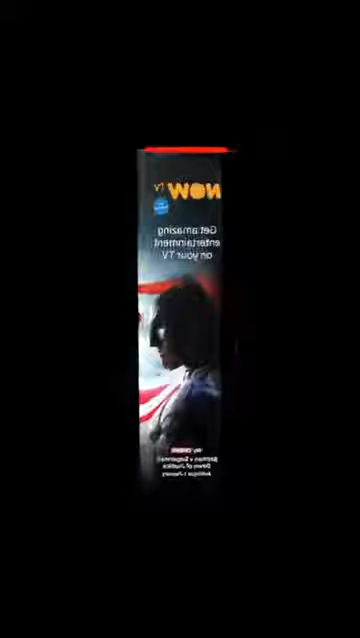 NOW TV
Get amazing
entertainment
on your TV
Batman v Superman:
Dawn of Justice